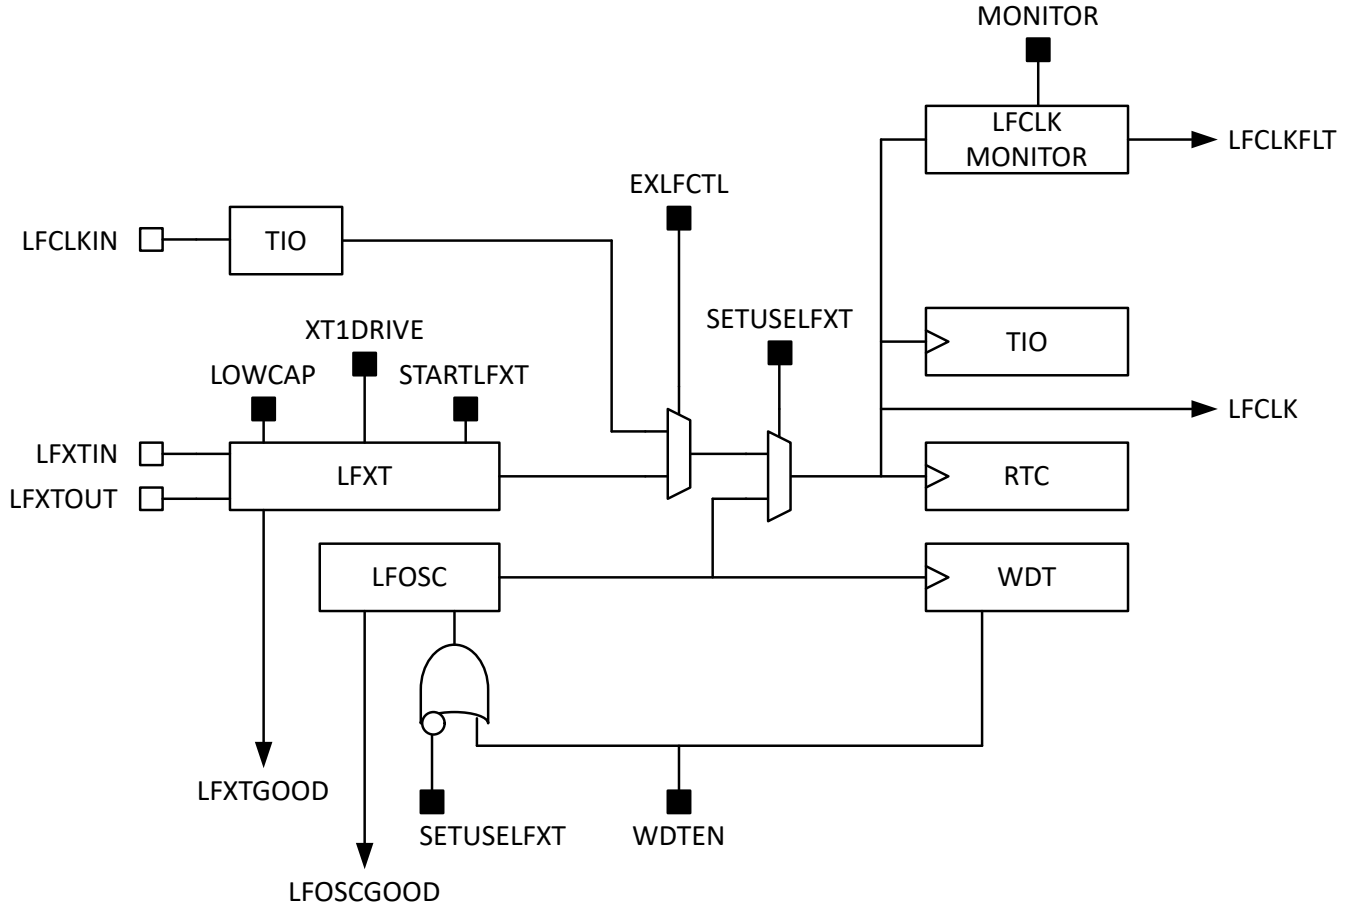 MONITOR
LFCLK
MONITOR
LFCLKFLT
EXLFCTL
LFCLKIN
TIO
SETUSELFXT
XT1DRIVE
TIO
LOWCAP
STARTLFXT
LFCLK
LFXTIN
LFXT
RTC
LFXTOUT
LFOSC
WDT
LFXTGOOD
SETUSELFXT
WDTEN
LFOSCGOOD